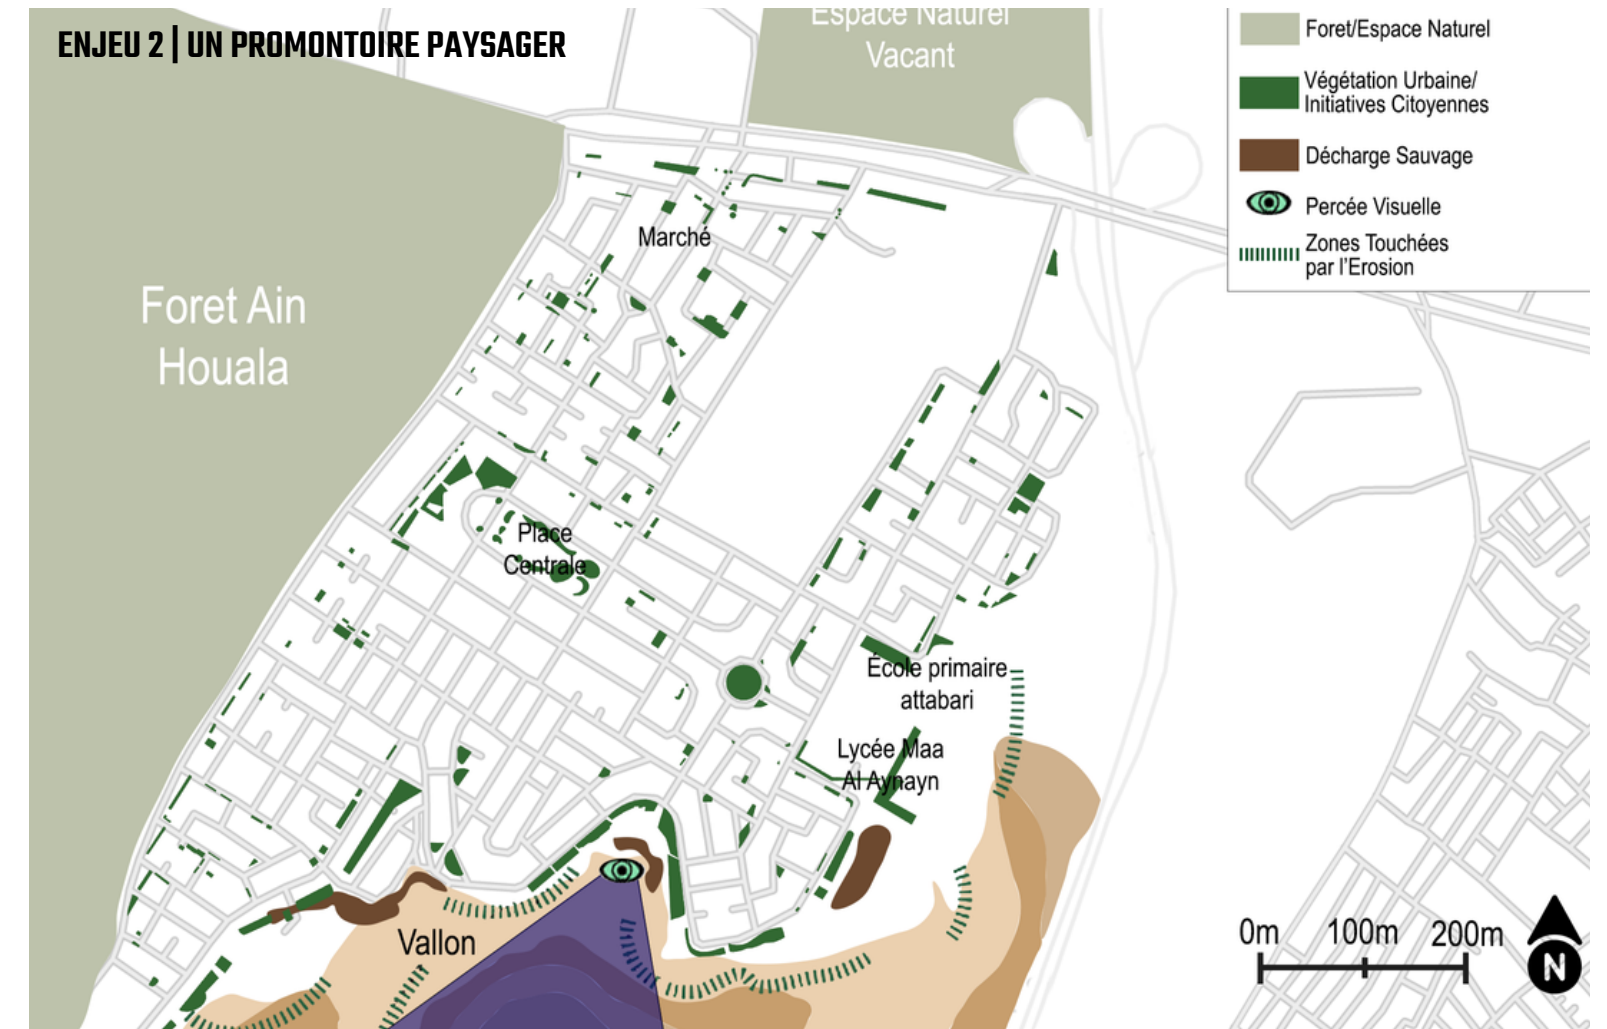 ENJEU 2 | UN PROMONTOIRE PAYSAGER
Espace Naturel
Vacant
Foret/Espace Naturel
Végétation Urbaine/
Initiatives Citoyennes
Décharge Sauvage
Percée Visuelle
Zones Touchées
par l'Erosion
Marché
Foret Ain
Houala
Place
Centrale
École primaire
attabari
Lycée Maa
Al Aynayn
Vallon
0m 100m 200m
N